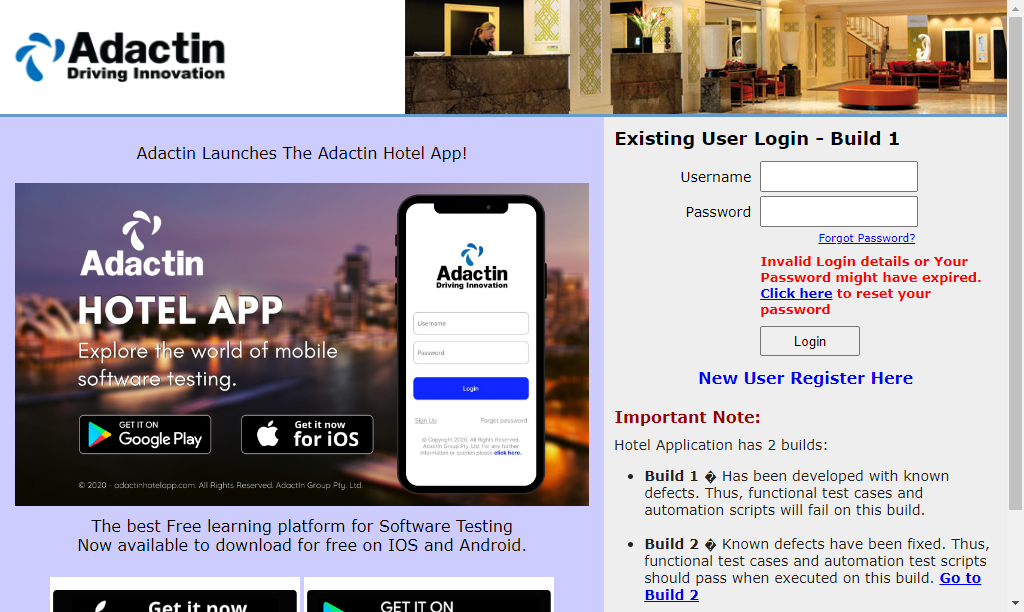 Adactin
Driving Innovation
Adactin Launches The Adactin Hotel App!
Adactin
HOTEL APP
Explore the world of mobile
software testing.
GET IT ON
Google Play
Get it now
for iOS
© 2020 - adactinhotelapp.com. All Rights Reserved. AdactIn Group Pty. Ltd.
Adactin
Driving Innovation
Username
Password
Login
Sign Up
Forgot password
© Copyright 2020, All Rights Reserved.
Adactin Group Pty. Ltd. For any further
information or queries please click here.
The best Free learning platform for Software Testing
Now available to download for free on IOS and Android.
Get it now
GET IT ON
Existing User Login - Build 1
Username
Password
Forgot Password?
Invalid Login details or Your
Password might have expired.
Click here to reset your
password
Login
New User Register Here
Important Note:
Hotel Application has 2 builds:
• Build 1 � Has been developed with known
defects. Thus, functional test cases and
automation scripts will fail on this build.
• Build 2 � Known defects have been fixed. Thus,
functional test cases and automation test scripts
should pass when executed on this build. Go to
Build 2